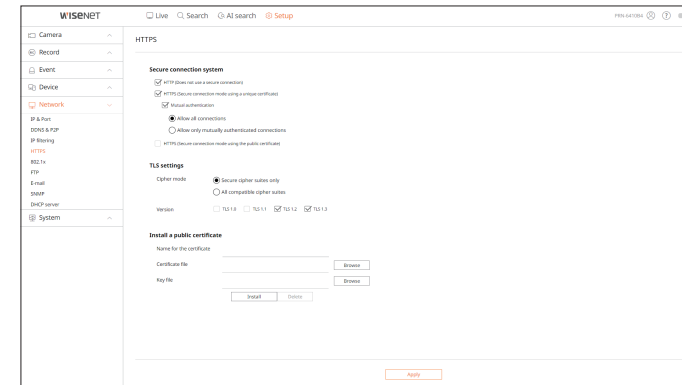 WISENET
Live Search AI search Setup
PRN-6410B4 ?
Camera
Record
Event
Device
Network
IP & Port
DDNS & P2P
IP filtering
HTTPS
802.1x
FTP
E-mail
SNMP
DHCP server
System
HTTPS
Secure connection system
HTTP (Does not use a secure connection)
HTTPS (Secure connection mode using a unique certificate)
Mutual authentication
Allow all connections
Allow only mutually authenticated connections
HTTPS (Secure connection mode using the public certificate)
TLS settings
Cipher mode Secure cipher suites only
All compatible cipher suites
Version TLS 1.0 TLS 1.1 TLS 1.2 TLS 1.3
Install a public certificate
Name for the certificate
Certificate file Browse
Key file Browse
Install Delete
Apply